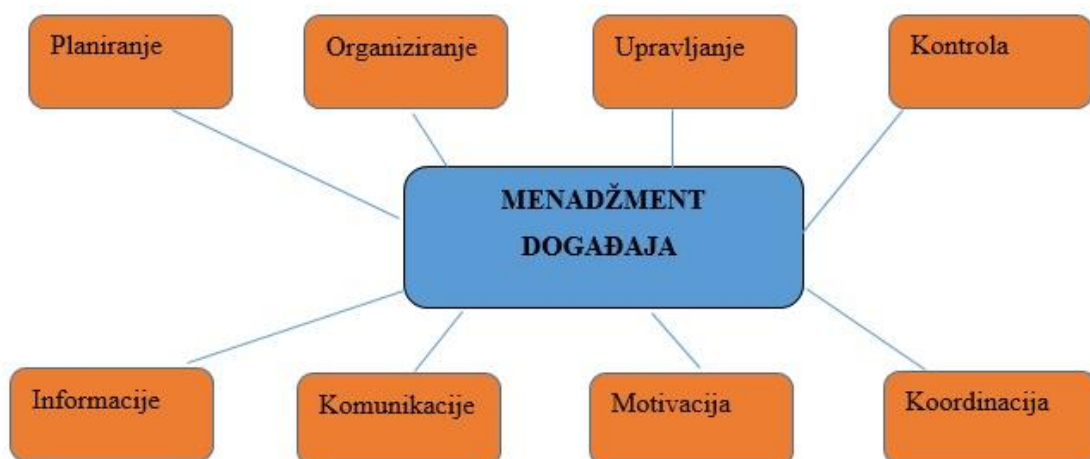 Planiranje
Organiziranje
Upravljanje
Kontrola
MENADŽMENT
DOGAĐAJA
Informacije
Komunikacije
Motivacija
Koordinacija